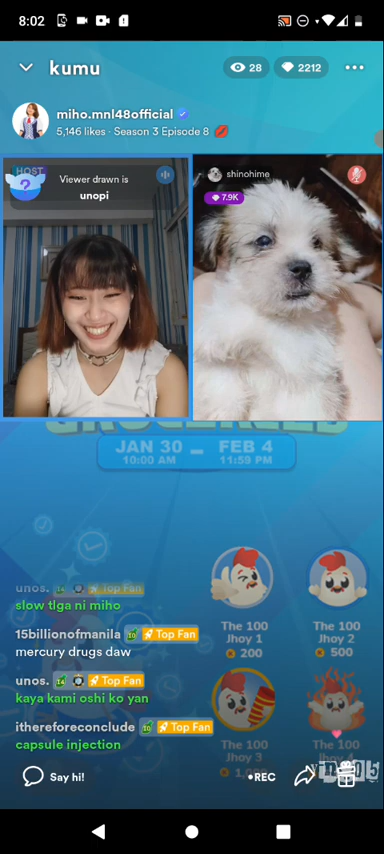 8:02
kumu
28
2212
miho.mnl48official
5,146 likes · Season 3 Episode 8
HOST
Viewer drawn is
unopi
shinohime
7.9K
JAN 30 – FEB 4
10:00 AM
11:59 PM
unos. 14 Top Fan
slow tlga ni miho
15billionofmanila 10 Top Fan
mercury drugs daw
unos. 14 Top Fan
kaya kami oshi ko yan
ithereforeconclude 10 Top Fan
capsule injection
The 100
Jhoy 1
200
The 100
Jhoy 2
500
The 100
Jhoy 3
The 100
Say hi!
•REC